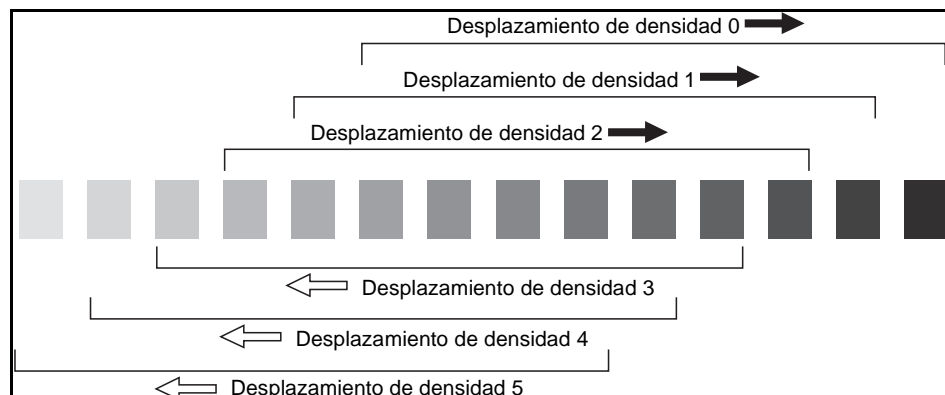 Desplazamiento de densidad 0
Desplazamiento de densidad 1
Desplazamiento de densidad 2
Desplazamiento de densidad 3
Desplazamiento de densidad 4
Desplazamiento de densidad 5